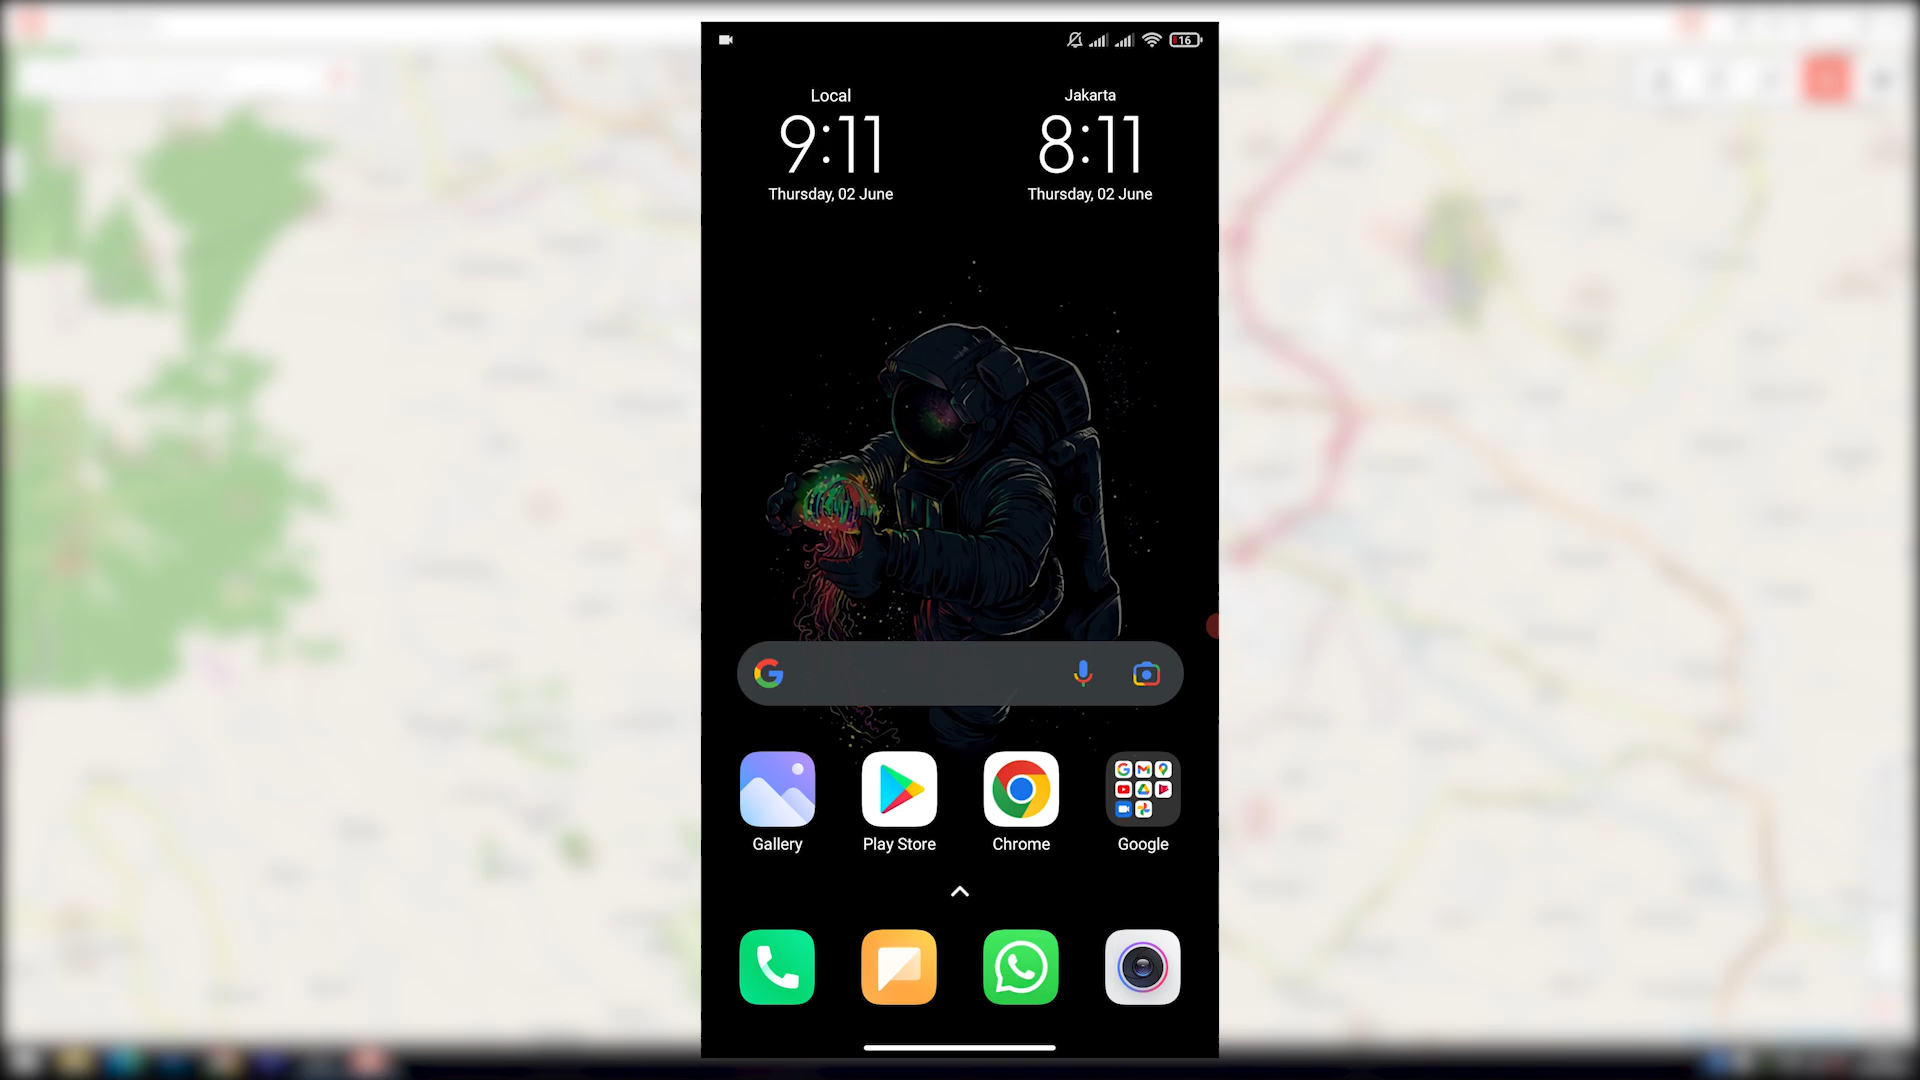 16
Local
Jakarta
9:11
8:11
Thursday, 02 June
Thursday, 02 June
Gallery
Play Store
Chrome
Google